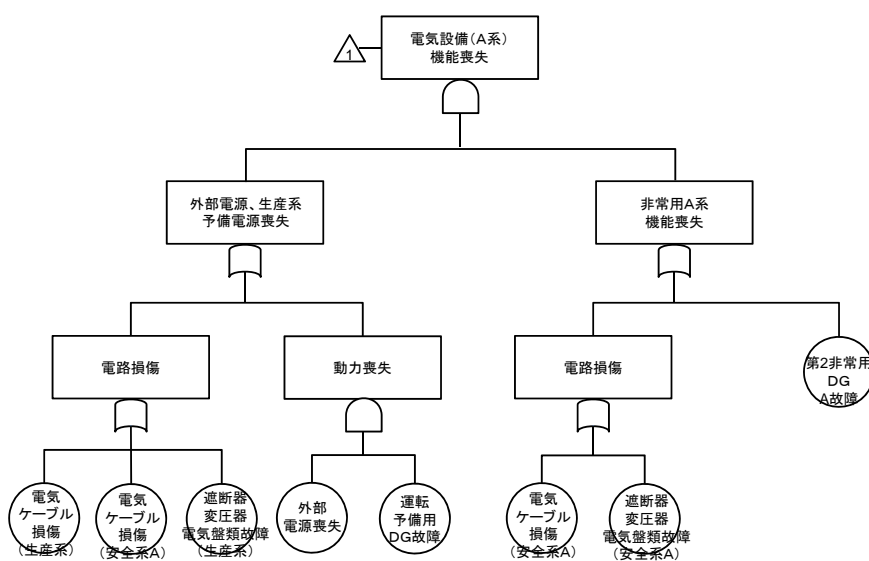 電気設備(A系)
機能喪失
1
外部電源、生産系
予備電源喪失
非常用A系
機能喪失
電路損傷
動力喪失
電路損傷
第2非常用
DG
A故障
電気
ケーブル
損傷
(生産系)
電気
ケーブル
損傷
(安全系A)
遮断器
変圧器
電気盤類故障
(生産系)
外部
電源喪失
運転
予備用
DG故障
電気
ケーブル
損傷
(安全系A)
遮断器
変圧器
電気盤類故障
(安全系A)